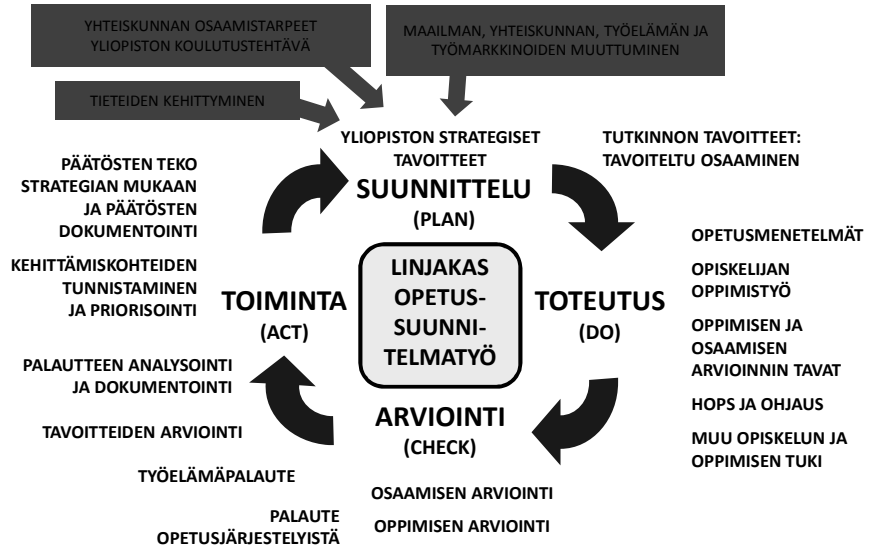 YHTEISKUNNAN OSAAMISTARPEET
YLIOPISTON KOULUTUSTEHTÄVÄ
MAAILMAN, YHTEISKUNNAN, TYÖELÄMÄN JA
TYÖMARKKINOIDEN MUUTTUMINEN
TIETEIDEN KEHITTYMINEN
YLIOPISTON STRATEGISET
TAVOITTEET
SUUNNITTELU
(PLAN)
TUTKINNON TAVOITTEET:
TAVOITELTU OSAAMINEN
OPETUSMENETELMÄT
OPISKELIJAN
OPPIMISTYÖ
OPPIMISEN JA
OSAAMISEN
ARVIOINNIN TAVAT
HOPS JA OHJAUS
MUU OPISKELUN JA
OPPIMISEN TUKI
TOTEUTUS
(DO)
LINJAKAS
OPETUS-
SUUNNI-
TELMATYÖ
ARVIOINTI
(CHECK)
OSAAMISEN ARVIOINTI
OPPIMISEN ARVIOINTI
PALAUTE
OPETUSJÄRJESTELYISTÄ
TYÖELÄMÄPALAUTE
TAVOITTEIDEN ARVIOINTI
PALAUTTEEN ANALYSOINTI
JA DOKUMENTOINTI
TOIMINTA
(ACT)
KEHITTÄMISKOHTEIDEN
TUNNISTAMINEN
JA PRIORISOINTI
PÄÄTÖSTEN TEKO
STRATEGIAN MUKAAN
JA PÄÄTÖSTEN
DOKUMENTOINTI